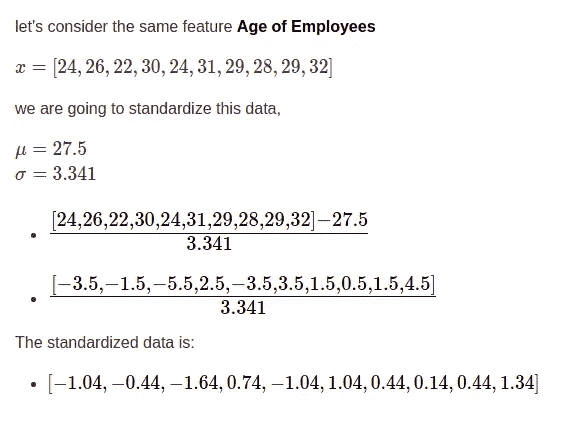 let's consider the same feature Age of Employees
x = [24, 26, 22, 30, 24, 31, 29, 28, 29, 32]
we are going to standardize this data,
μ = 27.5
σ = 3.341
• [24,26,22,30,24,31,29,28,29,32]−27.5
3.341
• [−3.5,−1.5,−5.5,2.5,−3.5,3.5,1.5,0.5,1.5,4.5]
3.341
The standardized data is:
• [−1.04, −0.44, −1.64, 0.74, −1.04, 1.04, 0.44, 0.14, 0.44, 1.34]